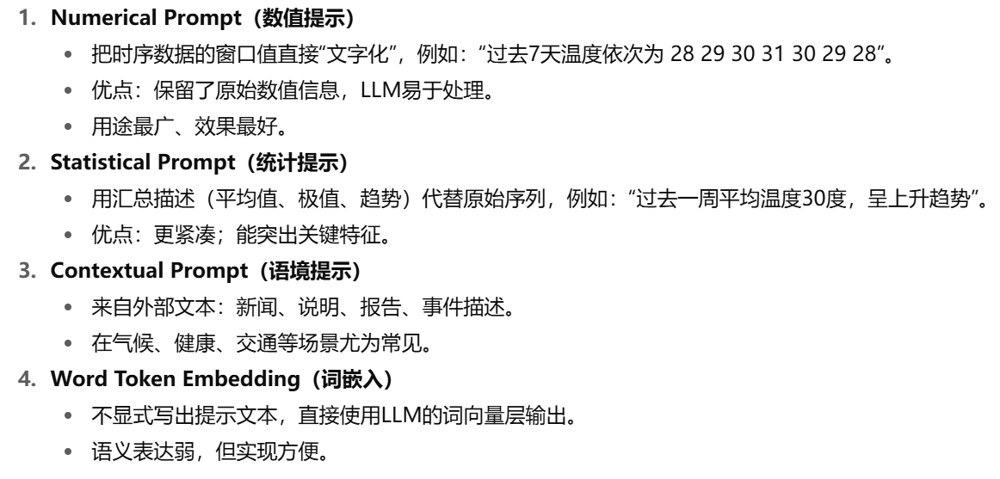 1. Numerical Prompt（数值提示）
• 把时序数据的窗口值直接“文字化”，例如：“过去7天温度依次为 28 29 30 31 30 29 28”。
• 优点：保留了原始数值信息，LLM易于处理。
• 用途最广、效果最好。
2. Statistical Prompt（统计提示）
• 用汇总描述（平均值、极值、趋势）代替原始序列，例如：“过去一周平均温度30度，呈上升趋势”。
• 优点：更紧凑；能突出关键特征。
3. Contextual Prompt（语境提示）
• 来自外部文本：新闻、说明、报告、事件描述。
• 在气候、健康、交通等场景尤为常见。
4. Word Token Embedding（词嵌入）
• 不显式写出提示文本，直接使用LLM的词向量层输出。
• 语义表达弱，但实现方便。